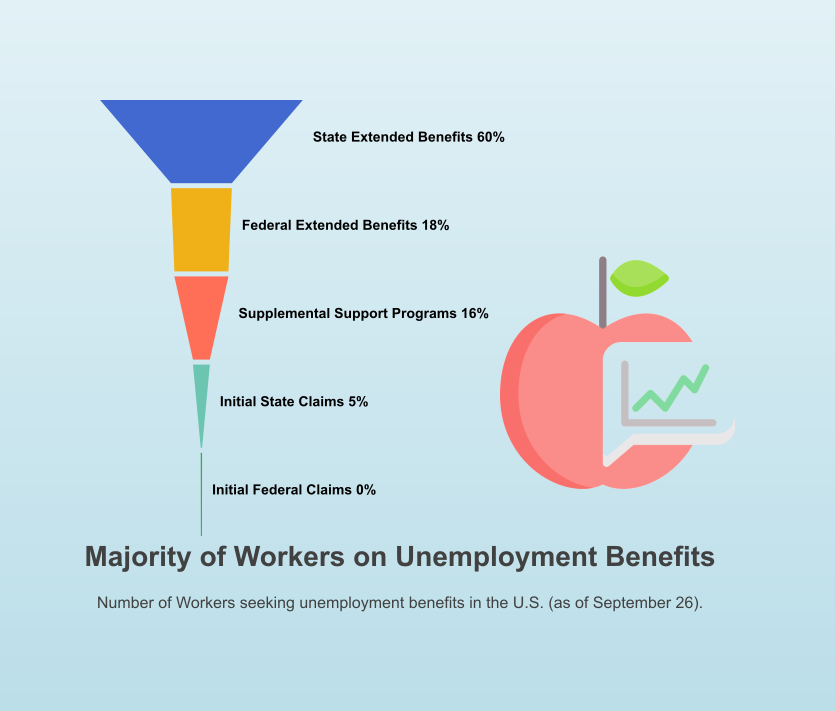 State Extended Benefits 60%
Federal Extended Benefits 18%
Supplemental Support Programs 16%
Initial State Claims 5%
Initial Federal Claims 0%
Majority of Workers on Unemployment Benefits
Number of Workers seeking unemployment benefits in the U.S. (as of September 26).